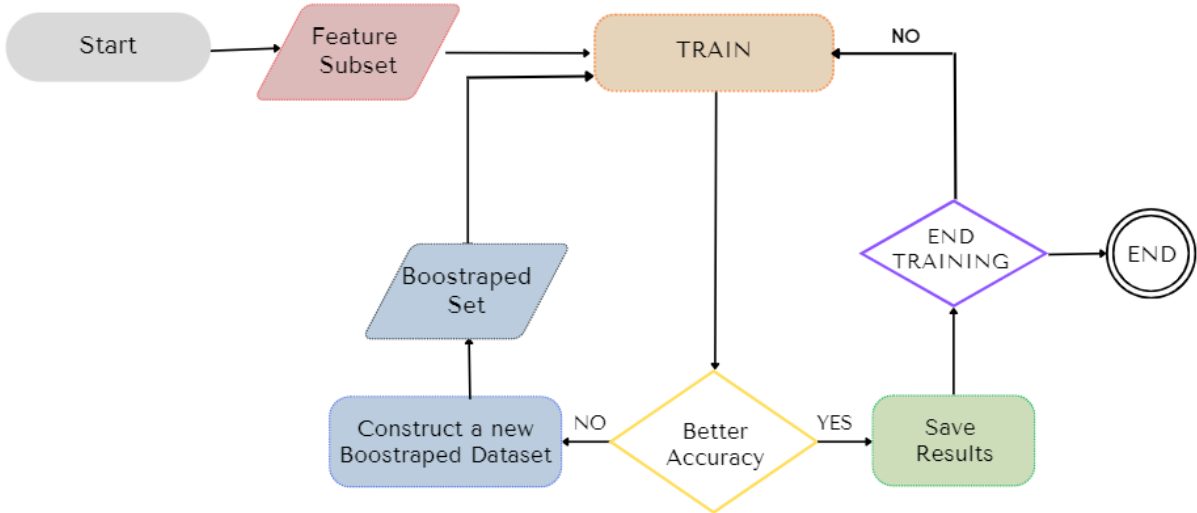 Start
Feature
Subset
TRAIN
NO
END
TRAINING
END
Boostraped
Set
Construct a new
Boostraped Dataset
NO
Better
Accuracy
YES
Save
Results